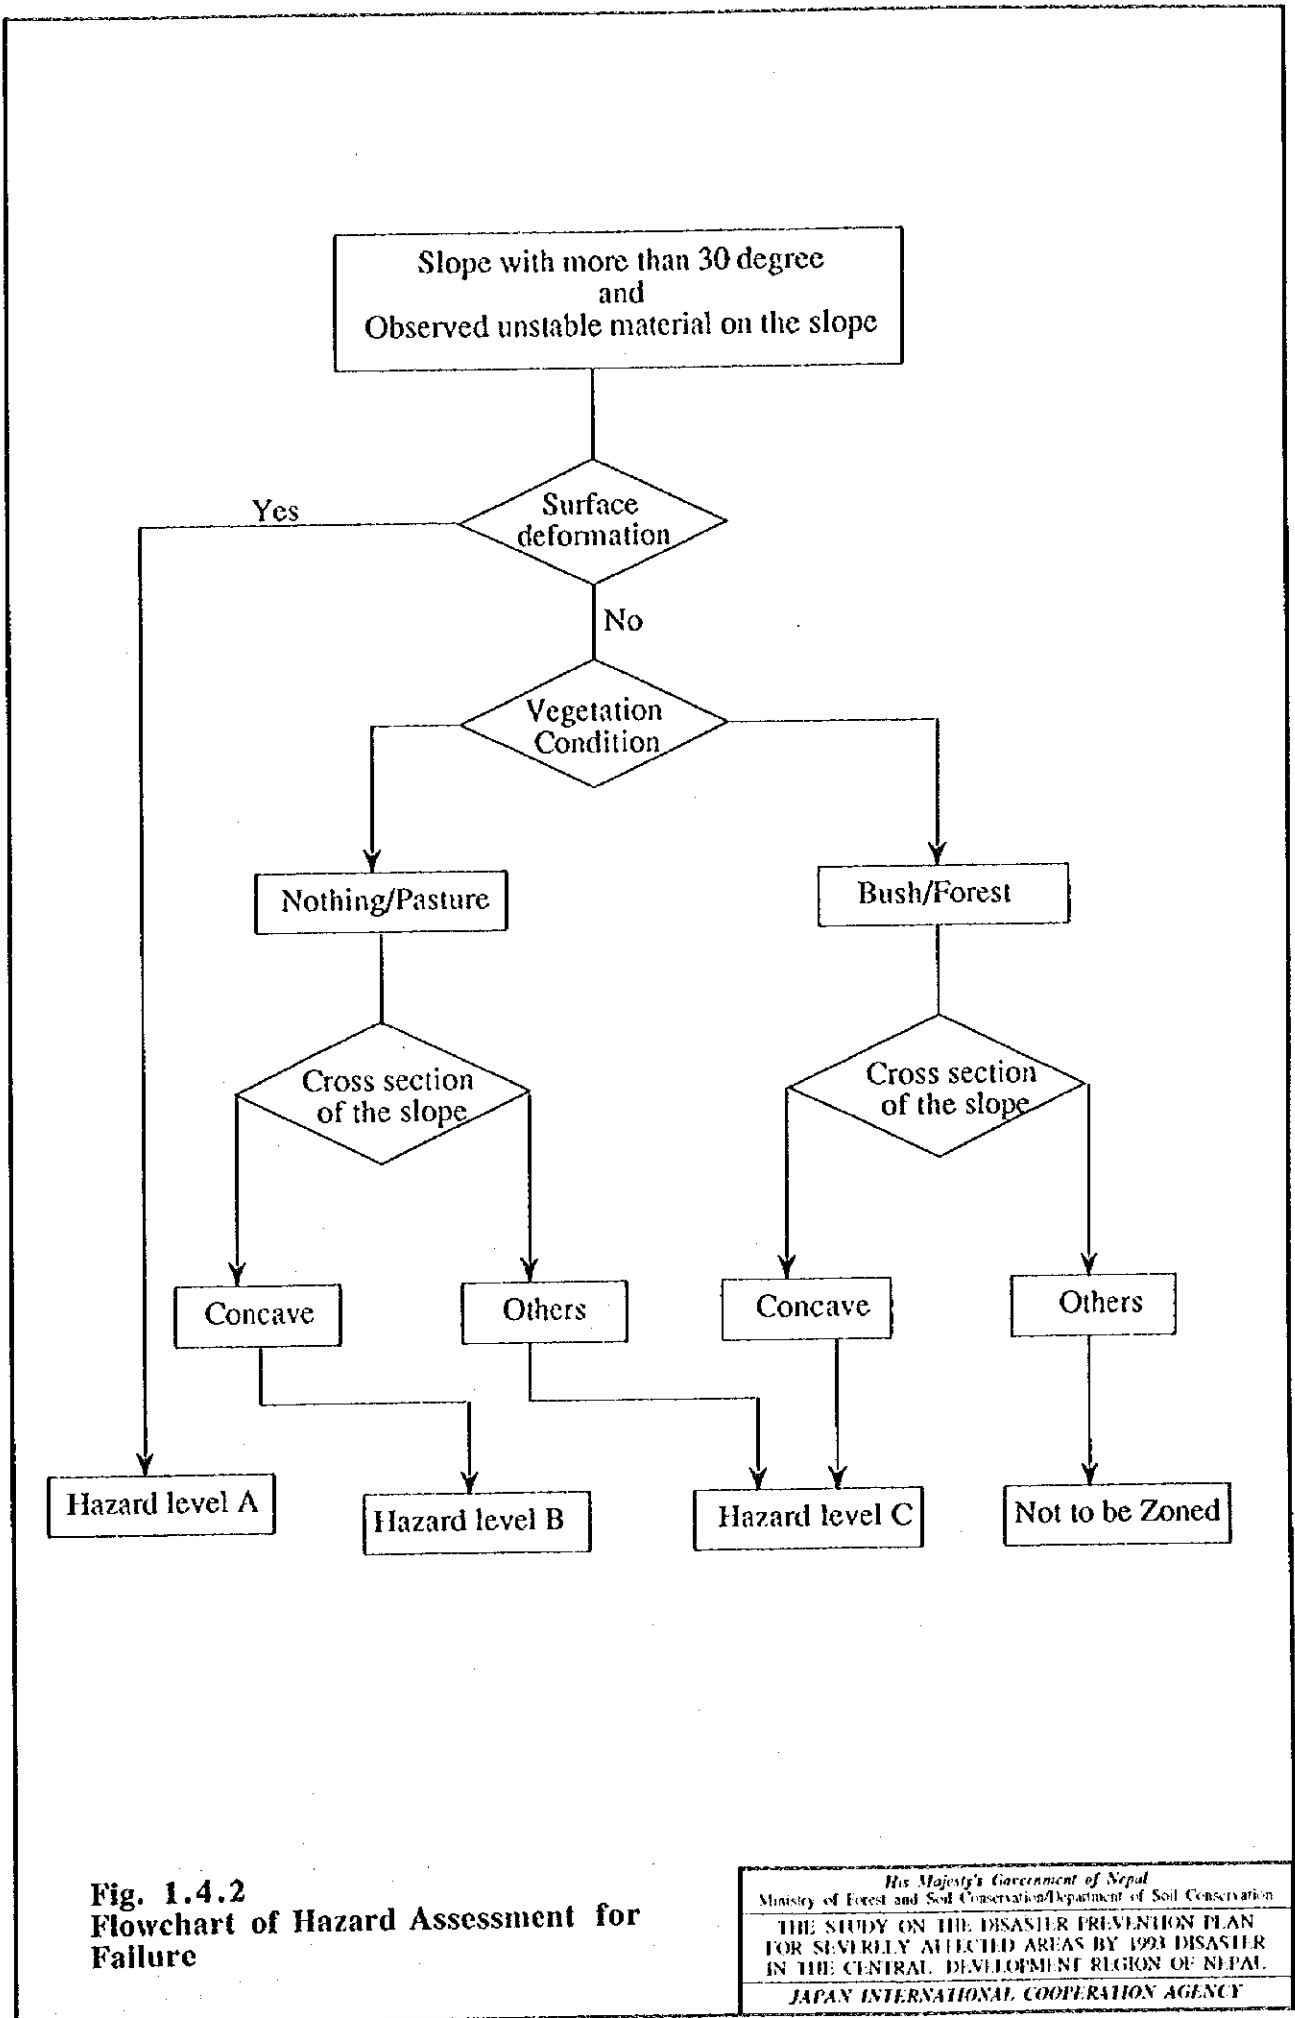 Slope with more than 30 degree
and
Observed unstable material on the slope
Surface
deformation
Yes
No
Vegetation
Condition
Nothing/Pasture
Bush/Forest
Cross section
of the slope
Cross section
of the slope
Concave
Others
Concave
Others
Hazard level A
Hazard level B
Hazard level C
Not to be Zoned
Fig. 1.4.2
Flowchart of Hazard Assessment for
Failure
His Majesty's Government of Nepal
Ministry of Forest and Soil Conservation/Department of Soil Conservation
THE STUDY ON THE DISASTER PREVENTION PLAN
FOR SEVERELY AFFECTED AREAS BY 1993 DISASTER
IN THE CENTRAL DEVELOPMENT REGION OF NEPAL
JAPAN INTERNATIONAL COOPERATION AGENCY